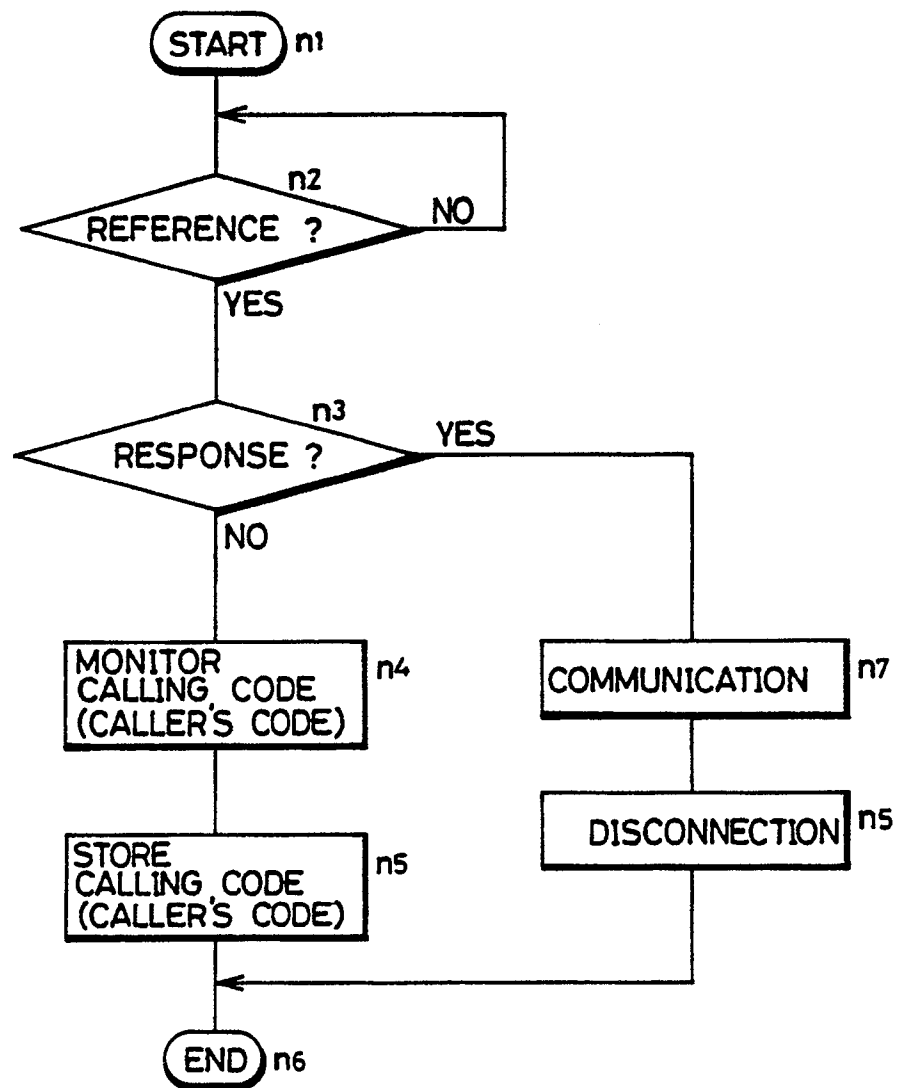 START n1
n2
REFERENCE ?
NO
YES
n3
RESPONSE ?
YES
NO
MONITOR
CALLING CODE
(CALLER'S CODE)
n4
COMMUNICATION n7
STORE
CALLING CODE
(CALLER'S CODE)
n5
DISCONNECTION n5
END n6